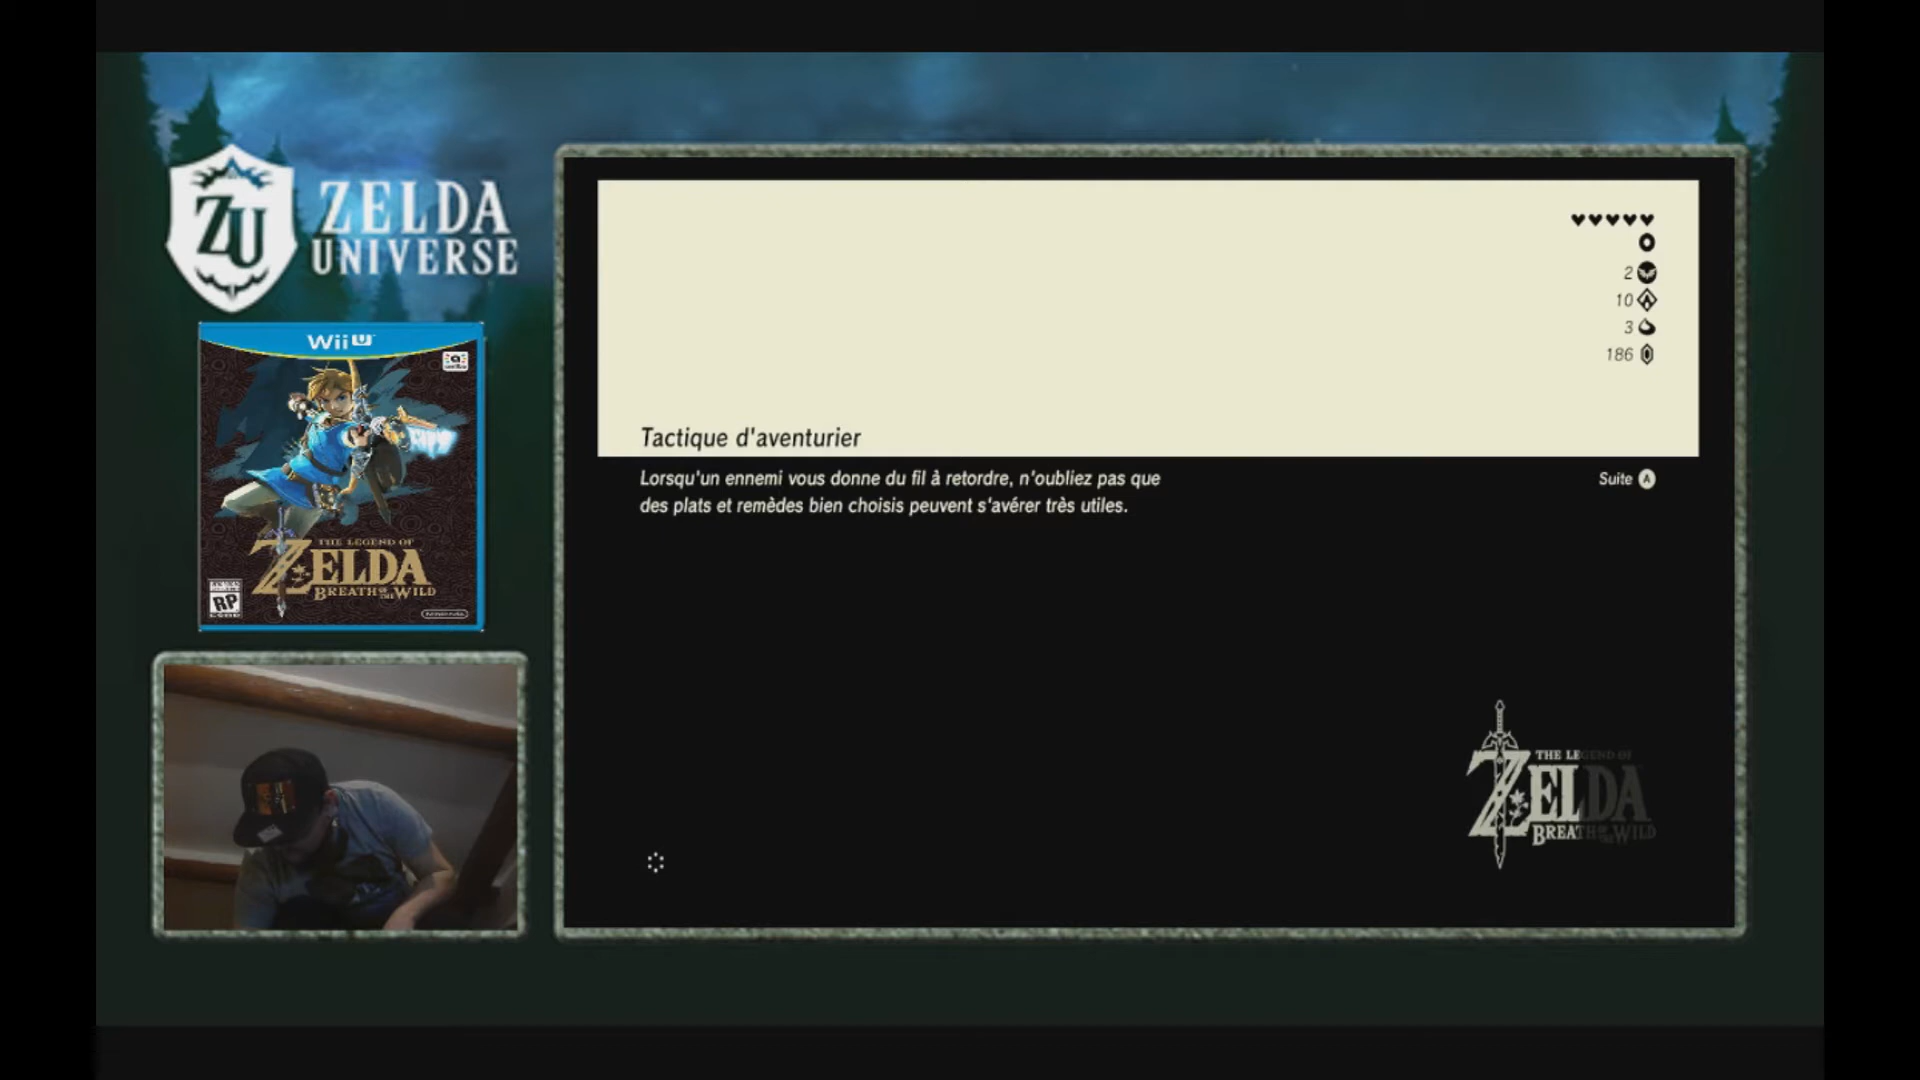 ZU
ZELDA
UNIVERSE
Wii U
THE LEGEND OF
ZELDA
BREATH OF THE WILD
RP
Tactique d'aventurier
Lorsqu'un ennemi vous donne du fil à retordre, n'oubliez pas que
des plats et remèdes bien choisis peuvent s'avérer très utiles.
2
10
3
186
Suite A
THE LEGEND OF
ZELDA
BREATH OF THE WILD